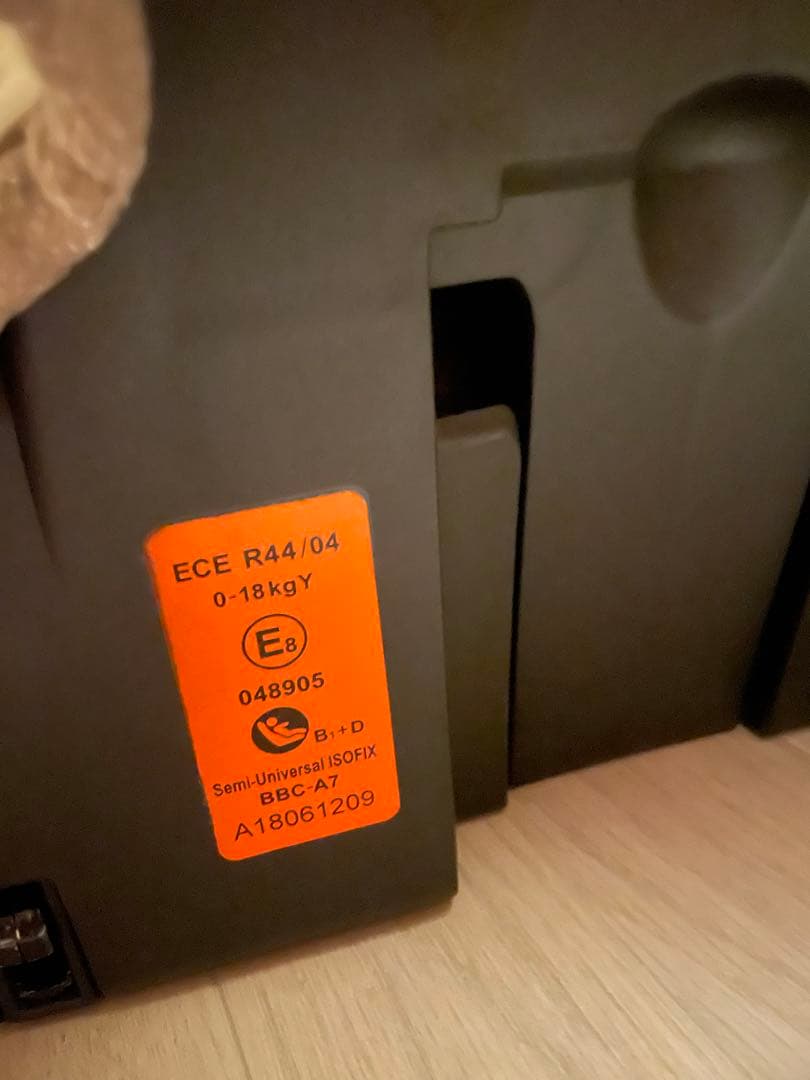 ECE R44/04
0-18kgY
E8
048905
B1+D
Semi-Universal ISOFIX
BBC-A7
A18061209